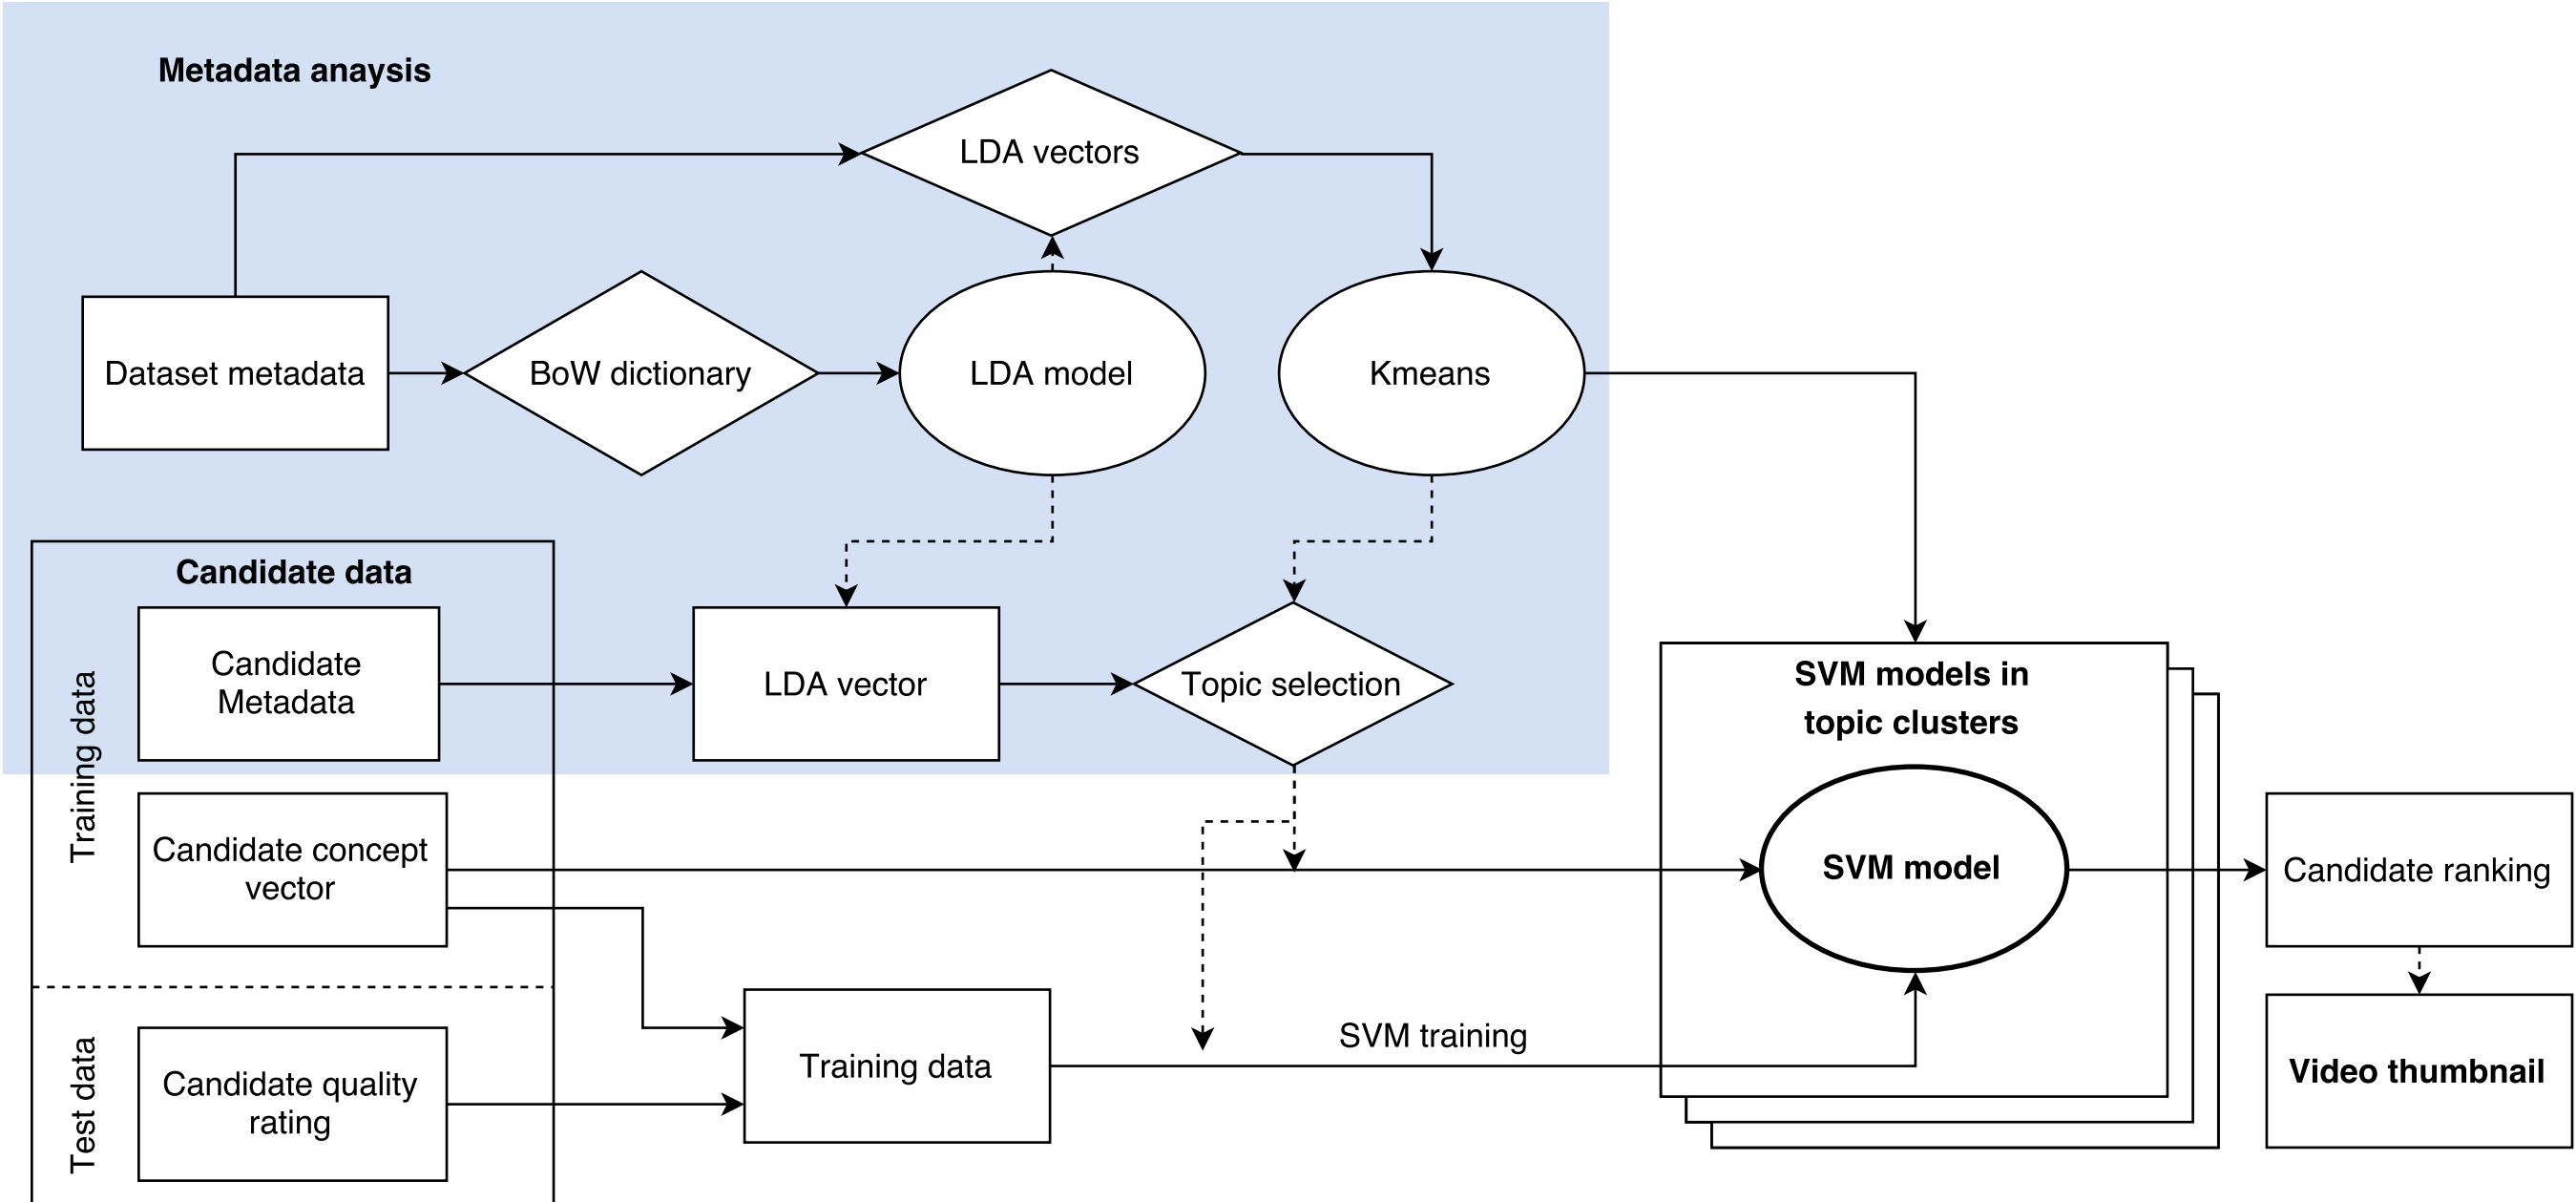 Metadata anaysis
LDA vectors
Dataset metadata
BoW dictionary
LDA model
Kmeans
Candidate data
Training data
Candidate
Metadata
LDA vector
Topic selection
SVM models in
topic clusters
Candidate concept
vector
SVM model
Candidate ranking
Test data
Candidate quality
rating
Training data
SVM training
Video thumbnail